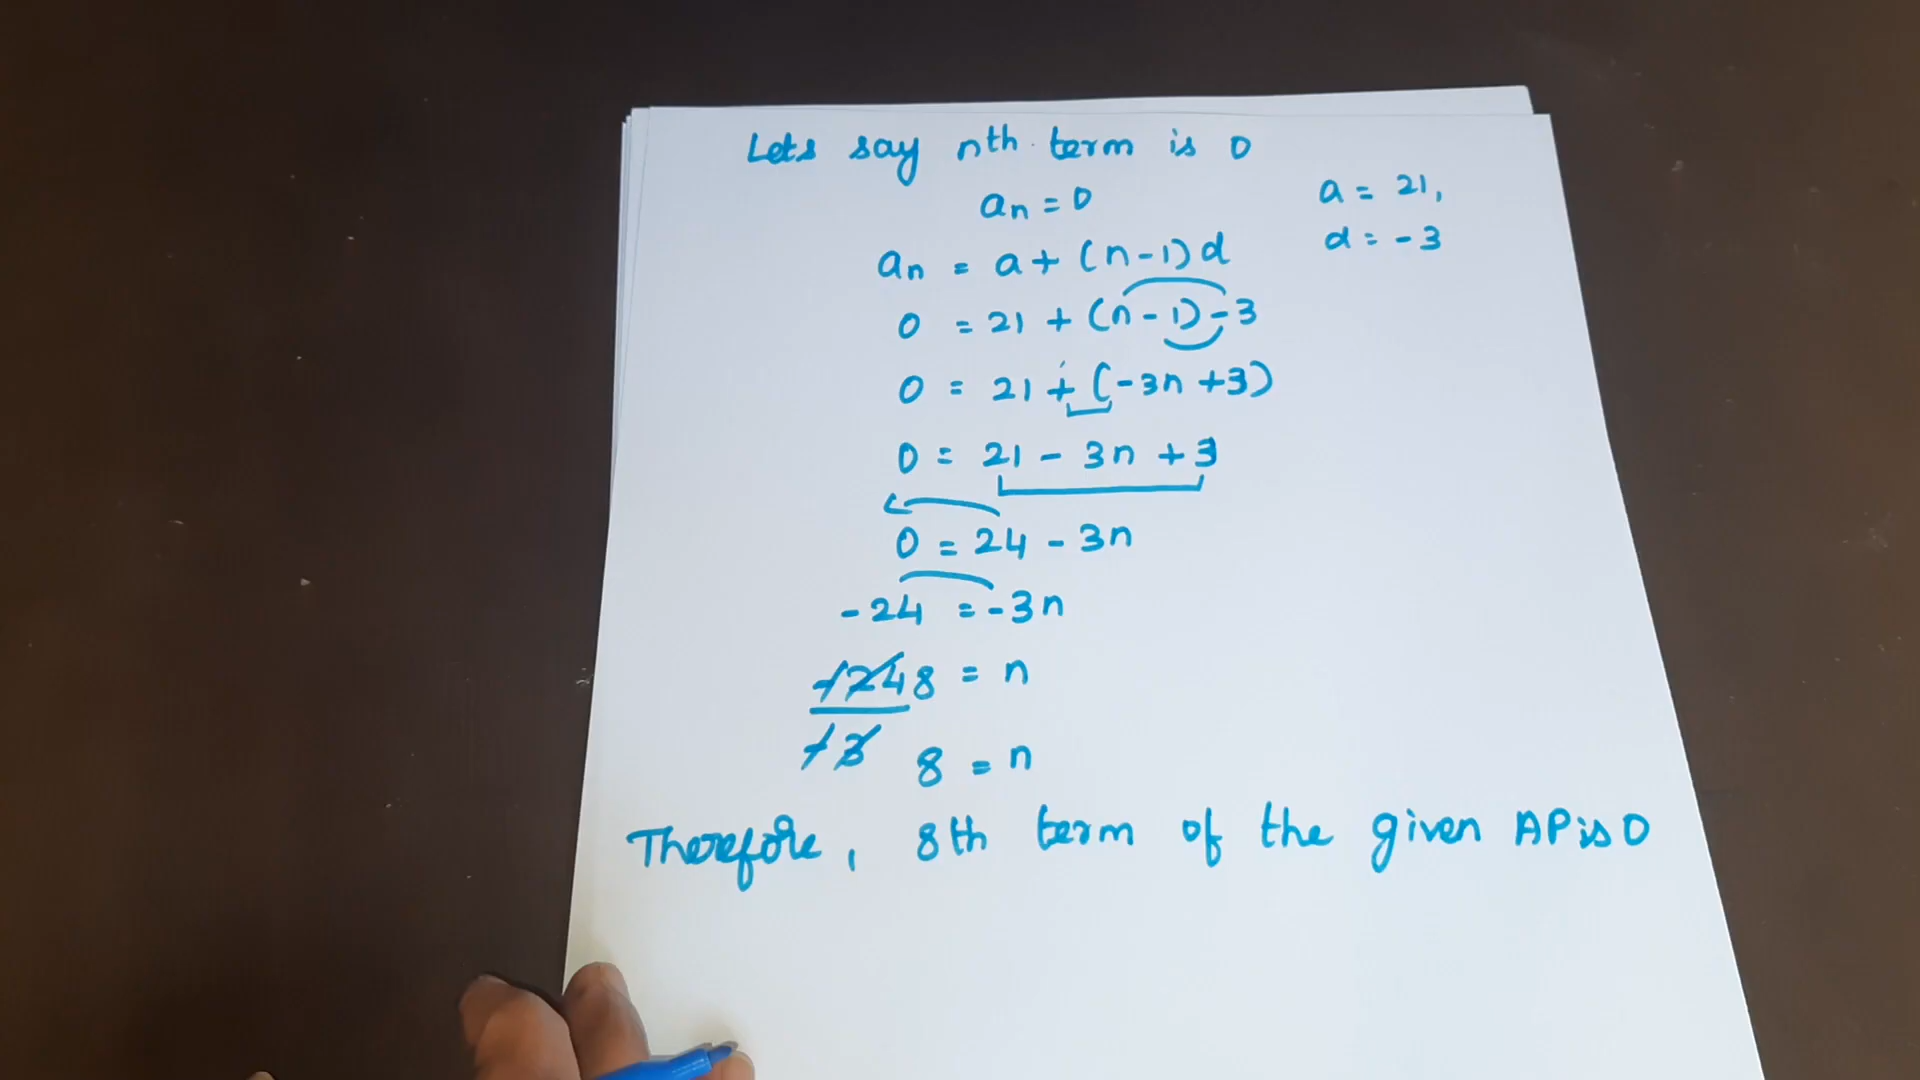 Lets say nth term is 0
an = 0
a = 21,
d = -3
an = a + (n-1)d
0 = 21 + (n-1)-3
0 = 21 + (-3n +3)
0 = 21 - 3n + 3
0 = 24 - 3n
-24 = -3n
-24 8 = n
-3
8 = n
Therefore, 8th term of the given AP is 0